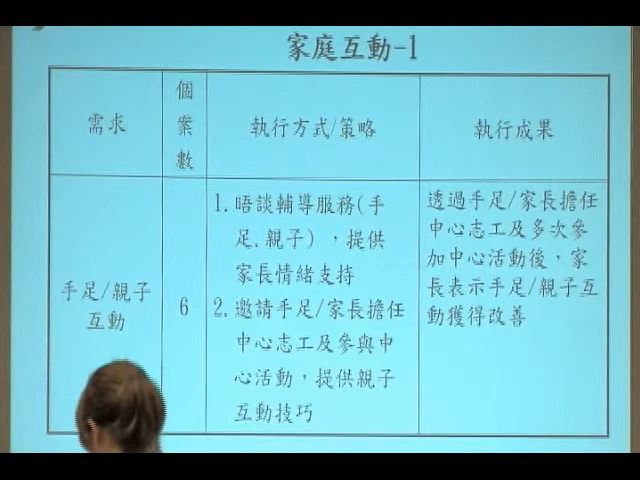 家庭互動-1
需求
個
案
數
執行方式/策略
執行成果
手足/親子
互動
6
1.晤談輔導服務(手
足、親子)，提供
家長情緒支持
2.邀請手足/家長擔任
中心志工及參與中
心活動，提供親子
互動技巧
透過手足/家長擔任
中心志工及多次參
加中心活動後，家
長表示手足/親子互
動獲得改善